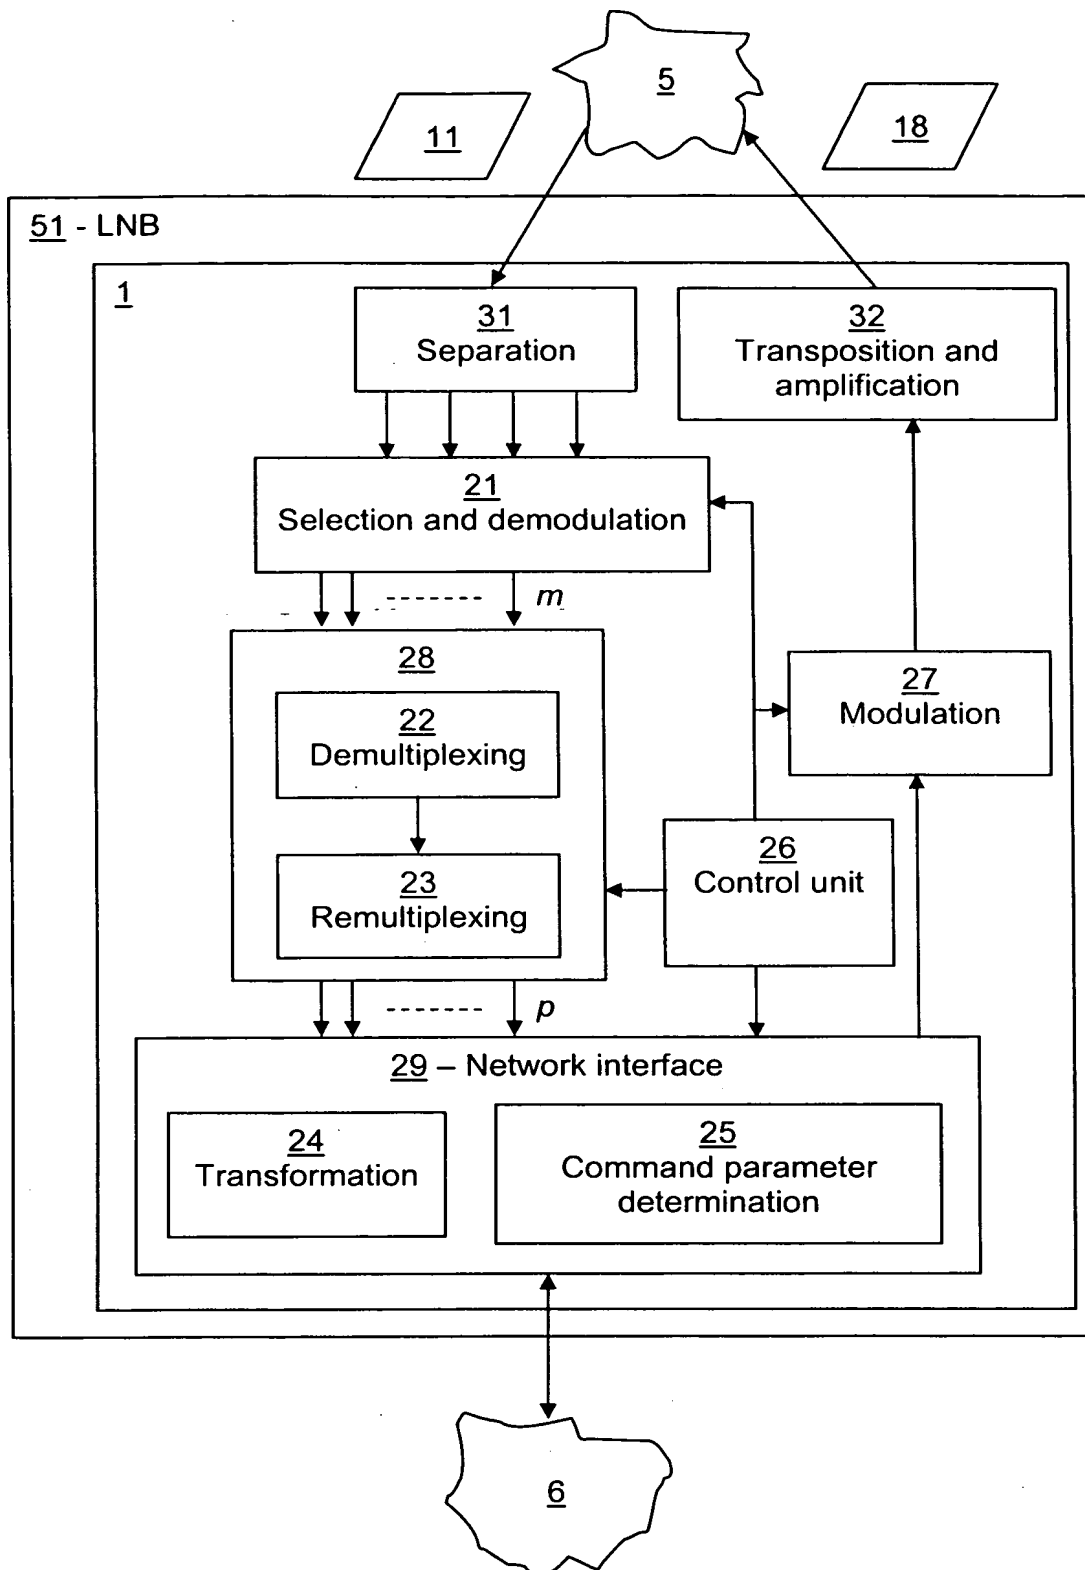 5
11
18
51 - LNB
1
31
Separation
32
Transposition and
amplification
21
Selection and demodulation
------- m
28
22
Demultiplexing
27
Modulation
26
Control unit
23
Remultiplexing
------- p
29 – Network interface
24
Transformation
25
Command parameter
determination
6